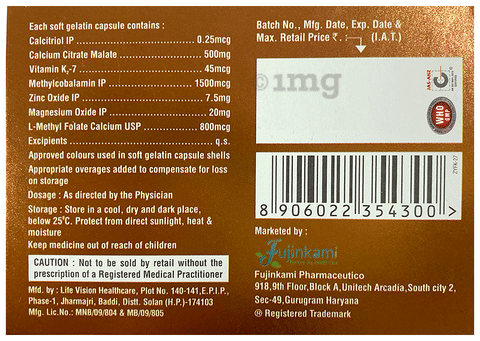 Each soft gelatin capsule contains :
Calcitriol IP 0.25mcg
Calcium Citrate Malate 500mg
Vitamin K₂-7 45mcg
Methylcobalamin IP 1500mcg
Zinc Oxide IP 7.5mg
Magnesium Oxide IP 20mg
L-Methyl Folate Calcium USP 800mcg
Excipients q.s.
Approved colours used in soft gelatin capsule shells
Appropriate overages added to compensate for loss
on storage
Dosage : As directed by the Physician
Storage : Store in a cool, dry and dark place,
below 25˚C. Protect from direct sunlight, heat &
moisture
Keep medicine out of reach of children
CAUTION : Not to be sold by retail without the
prescription of a Registered Medical Practitioner
Mfd. by : Life Vision Healthcare, Plot No. 140-141,E.P.I.P.,
Phase-1, Jharmajri, Baddi, Distt. Solan (H.P.)-174103
Mfg. Lic.No.: MNB/09/804 & MB/09/805
Batch No., Mfg. Date, Exp. Date &
Max. Retail Price ₹. : (I.A.T.)
1mg
WHO
GMP
8 906022 354300 >
Marketed by :
Fujinkami
Fujinkami Pharmaceutico
918,9th Floor,Block A,Unitech Arcadia,South city 2,
Sec-49,Gurugram Haryana
® Registered Trademark